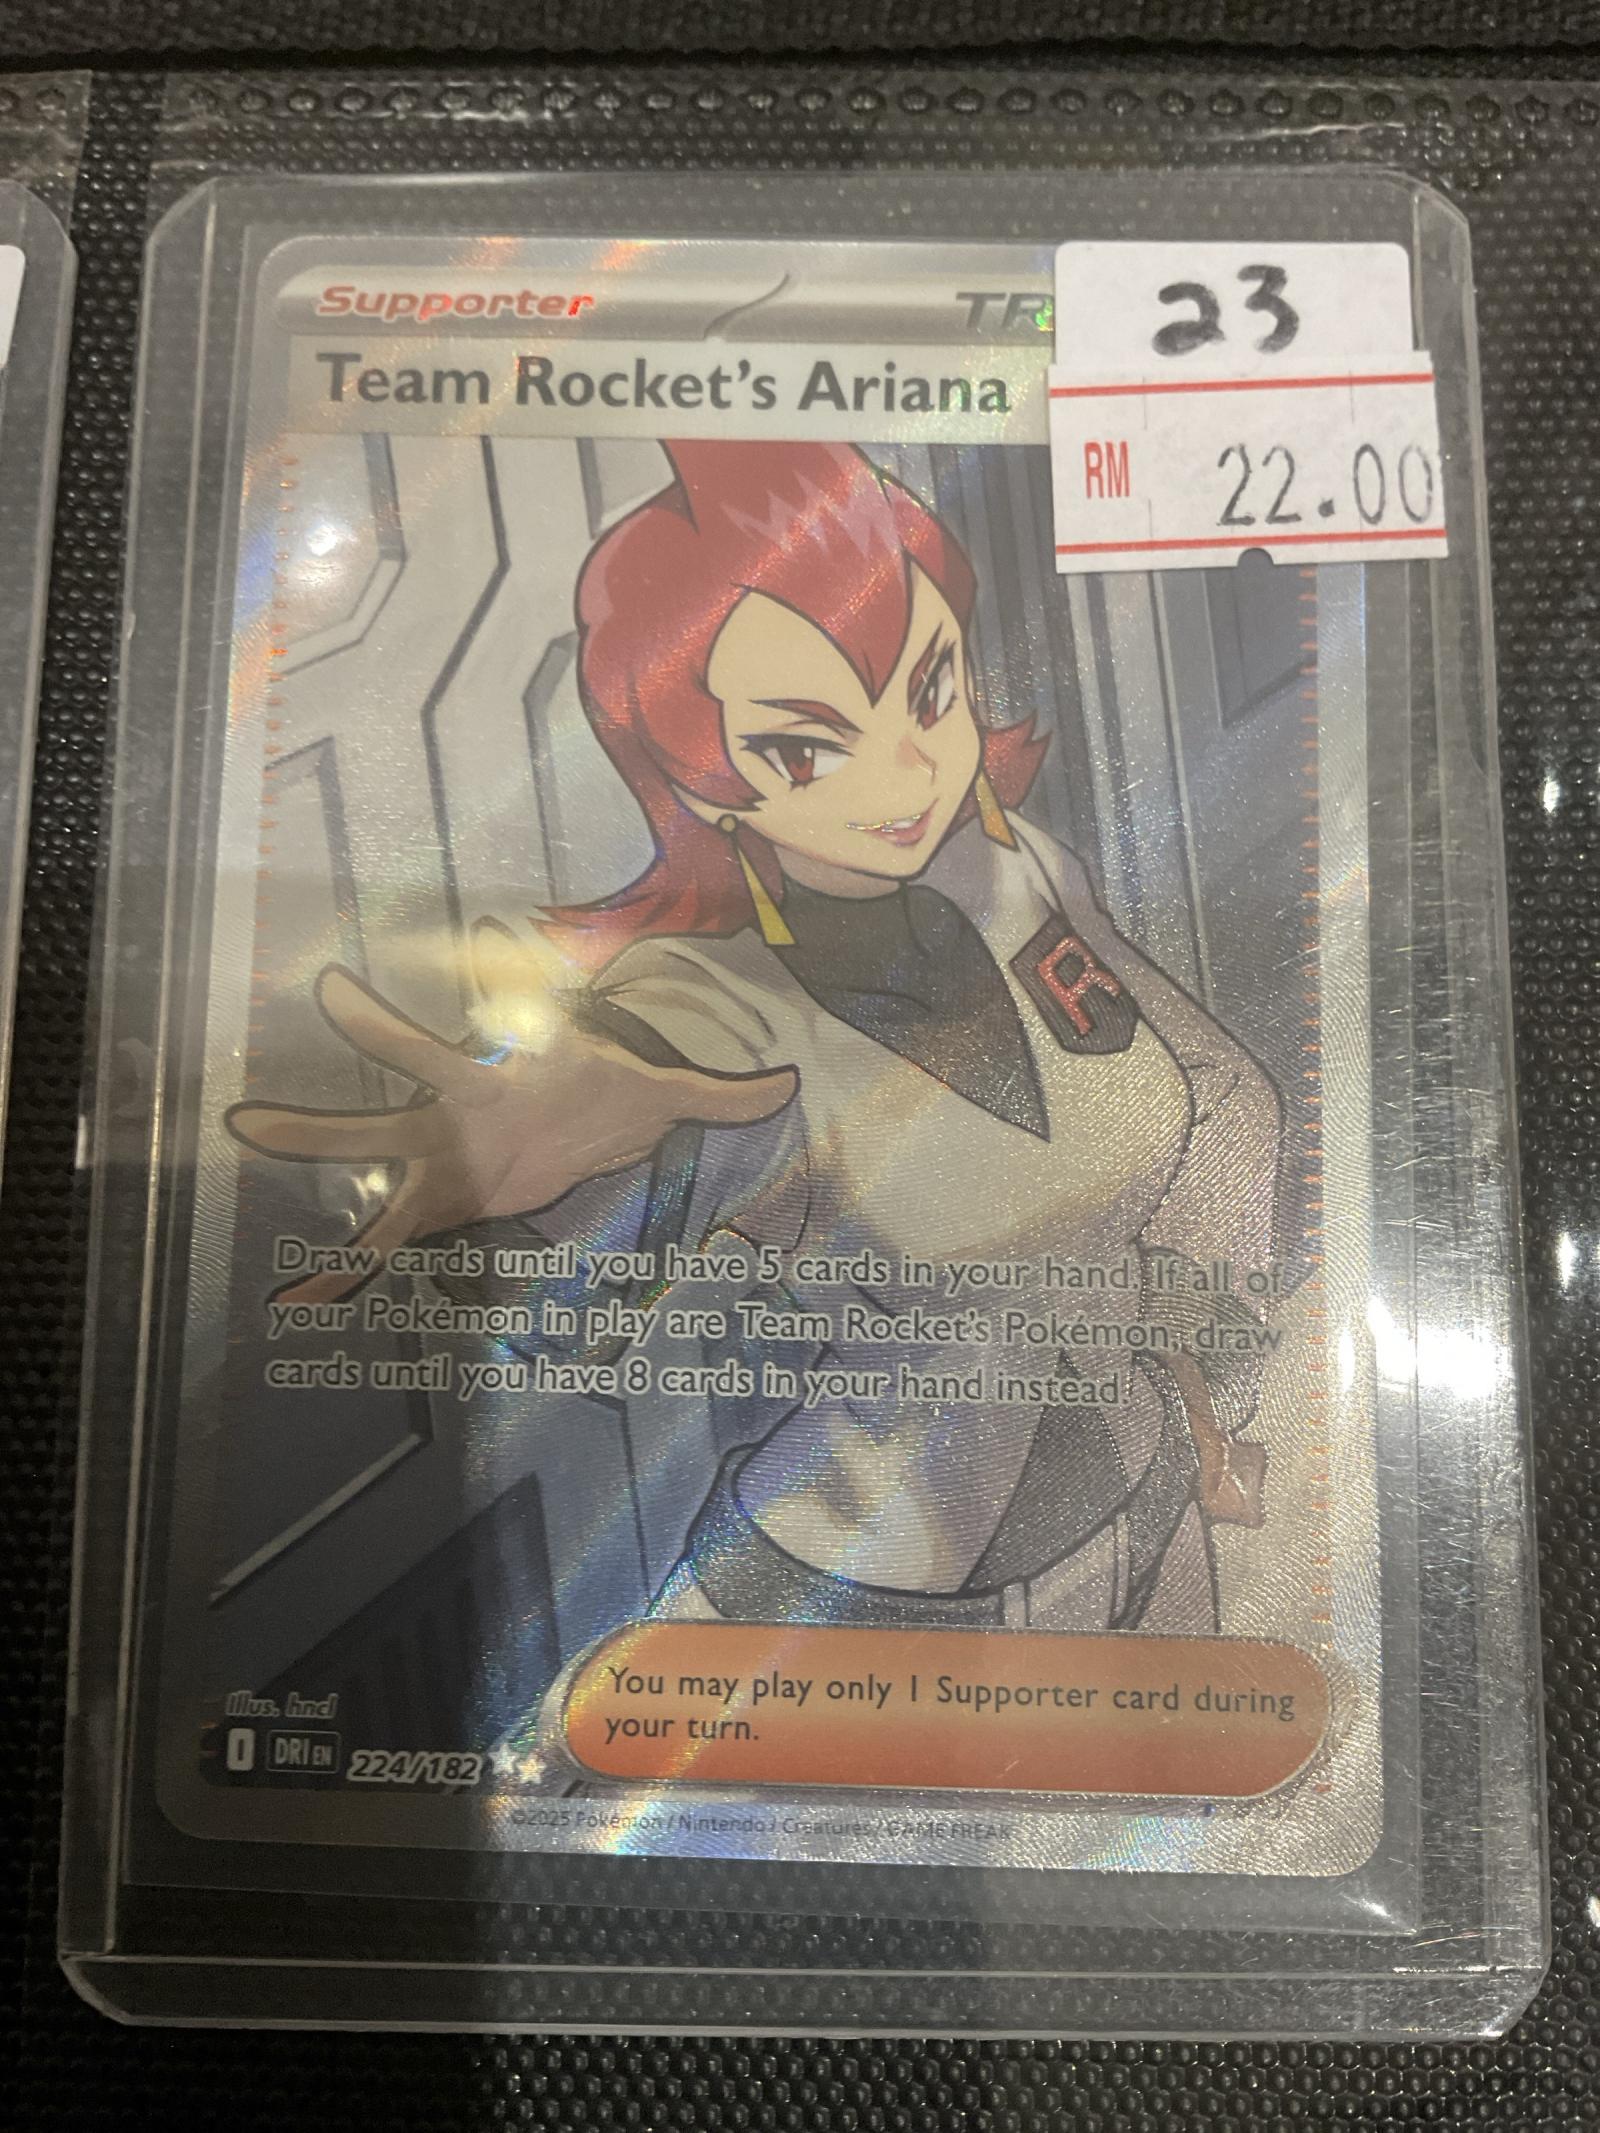 Supporter
TR
23
Team Rocket's Ariana
RM 22.00
R
Draw cards until you have 5 cards in your hand. If all of
your Pokémon in play are Team Rocket's Pokémon, draw
cards until you have 8 cards in your hand instead.
You may play only 1 Supporter card during
your turn.
Illus. hncl
I DRI EN 224/182
©2025 Pokémon / Nintendo / Creatures / GAME FREAK